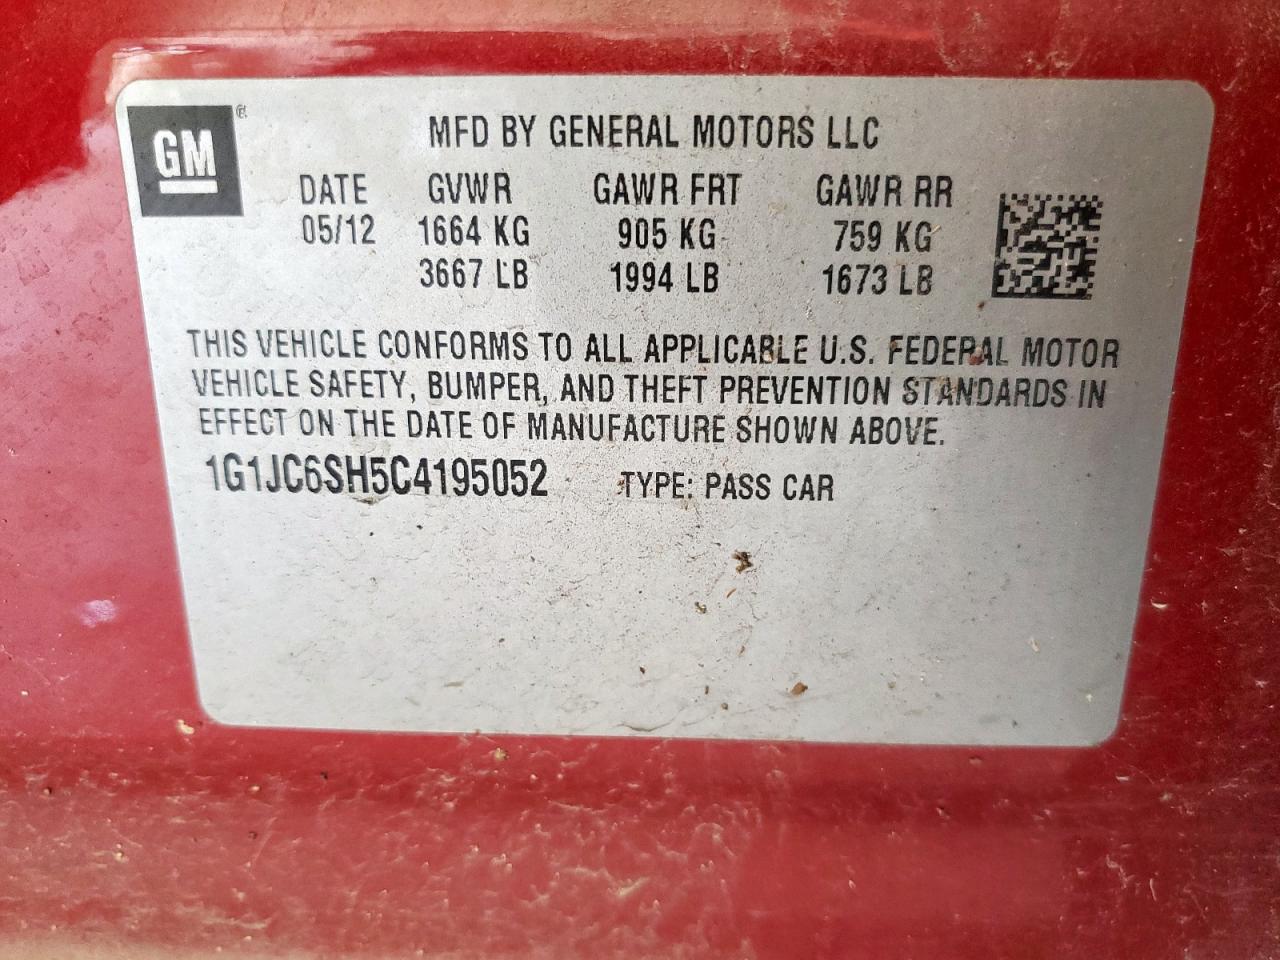 GM ®
MFD BY GENERAL MOTORS LLC
DATE GVWR GAWR FRT GAWR RR
05/12 1664 KG 905 KG 759 KG
3667 LB 1994 LB 1673 LB
THIS VEHICLE CONFORMS TO ALL APPLICABLE U.S. FEDERAL MOTOR
VEHICLE SAFETY, BUMPER, AND THEFT PREVENTION STANDARDS IN
EFFECT ON THE DATE OF MANUFACTURE SHOWN ABOVE.
1G1JC6SH5C4195052 TYPE: PASS CAR